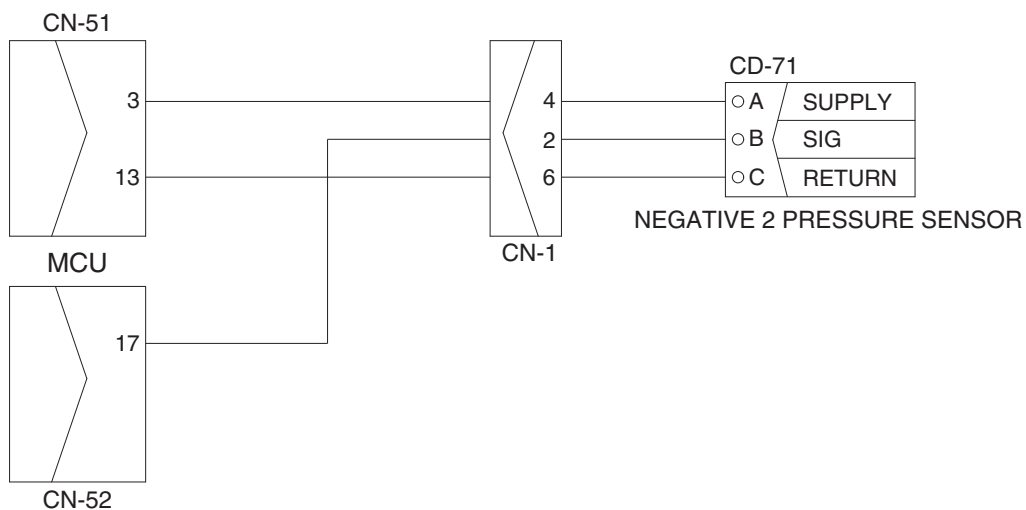 CN-51
3
13
MCU
17
CN-52
4
2
6
CN-1
CD-71
A SUPPLY
B SIG
C RETURN
NEGATIVE 2 PRESSURE SENSOR